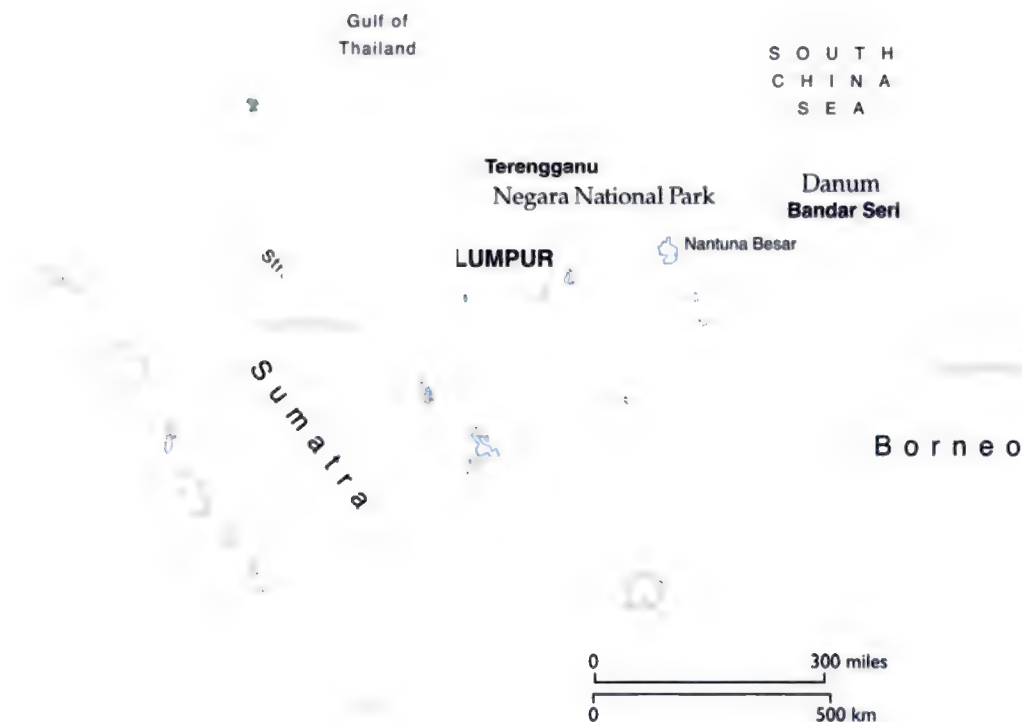 Gulf of
Thailand
S O U T H
C H I N A
S E A
Terengganu
Negara National Park
Danum
Bandar Seri
Nantuna Besar
LUMPUR
Str.
Sumatra
Borneo
0 300 miles
0 500 km